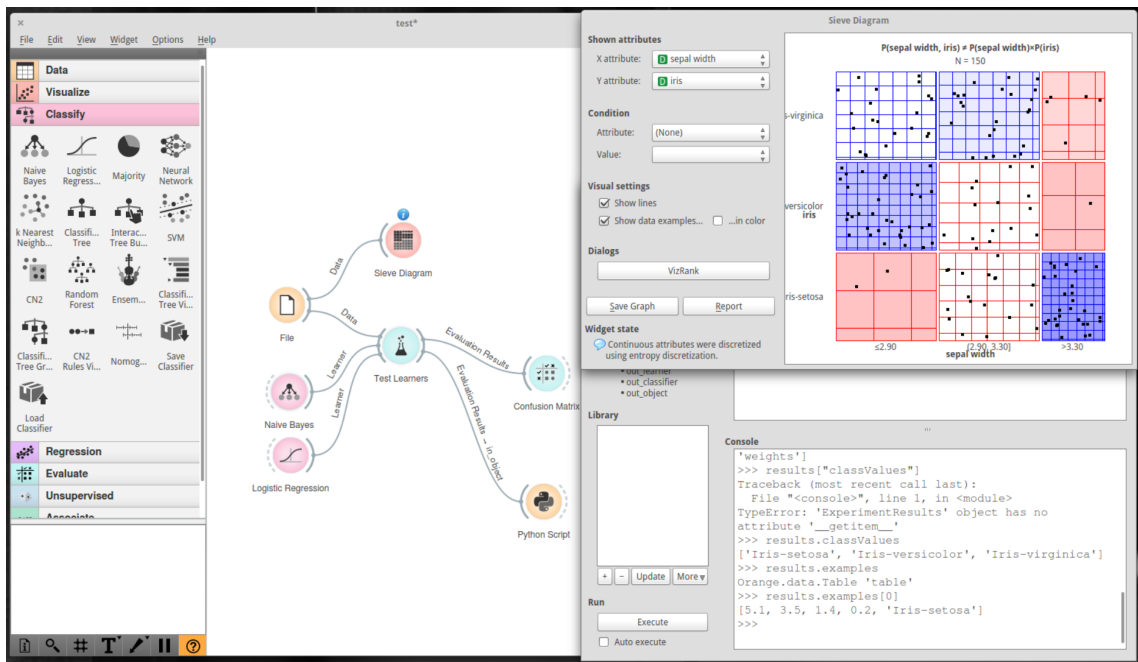 test*
File Edit View Widget Options Help
Data
Visualize
Classify
Naive Bayes
Logistic Regress...
Majority
Neural Network
k Nearest Neighb...
Classifi... Tree
Interac... Tree Bu...
SVM
CN2
Random Forest
Ensem...
Classifi... Tree Vi...
Classifi... Tree Gr...
CN2 Rules Vi...
Nomog...
Save Classifier
Load Classifier
Regression
Evaluate
Unsupervised
Associate
Data
Sieve Diagram
File
Data
Test Learners
Learner
Naive Bayes
Learner
Logistic Regression
Evaluation Results
Confusion Matrix
Evaluation Results → in_object
Python Script
Sieve Diagram
Shown attributes
X attribute: D sepal width
Y attribute: D iris
Condition
Attribute: (None)
Value:
Visual settings
Show lines
Show data examples... ...in color
Dialogs
VizRank
Save Graph Report
Widget state
Continuous attributes were discretized
using entropy discretization.
P(sepal width, iris) ≠ P(sepal width)×P(iris)
N = 150
s-virginica
versicolor
iris
ris-setosa
≤2.90 (2.90, 3.30] >3.30
sepal width
• out_learner
• out_classifier
• out_object
Library
+ − Update More
Run
Execute
Auto execute
Console
'weights']
>>> results["classValues"]
Traceback (most recent call last):
File "<console>", line 1, in <module>
TypeError: 'ExperimentResults' object has no
attribute '__getitem__'
>>> results.classValues
['Iris-setosa', 'Iris-versicolor', 'Iris-virginica']
>>> results.examples
Orange.data.Table 'table'
>>> results.examples[0]
[5.1, 3.5, 1.4, 0.2, 'Iris-setosa']
>>>